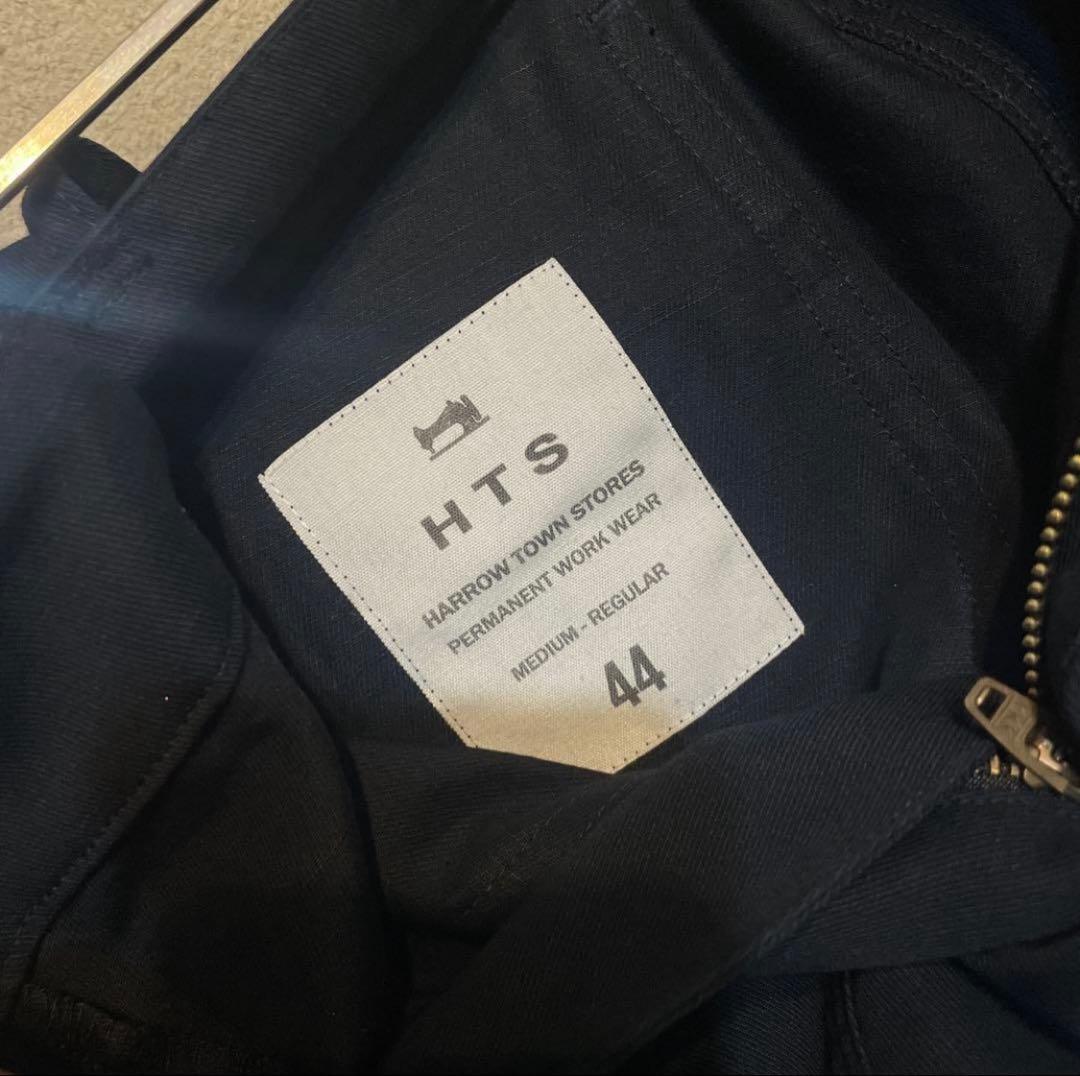 HTS
HARROW TOWN STORES
PERMANENT WORK WEAR
MEDIUM - REGULAR
44